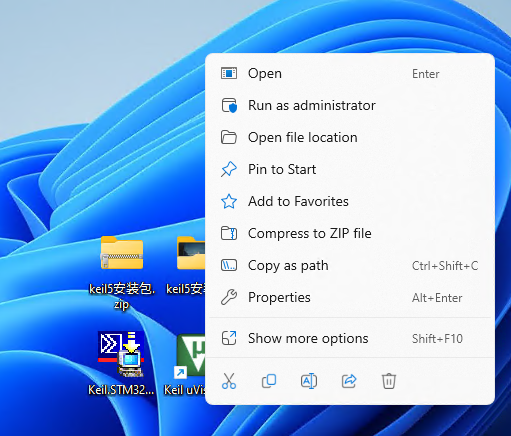 Open Enter
Run as administrator
Open file location
Pin to Start
Add to Favorites
Compress to ZIP file
Copy as path Ctrl+Shift+C
Properties Alt+Enter
Show more options Shift+F10
keil5安装包.
zip
keil5安
Keil.STM32...
Keil uVis